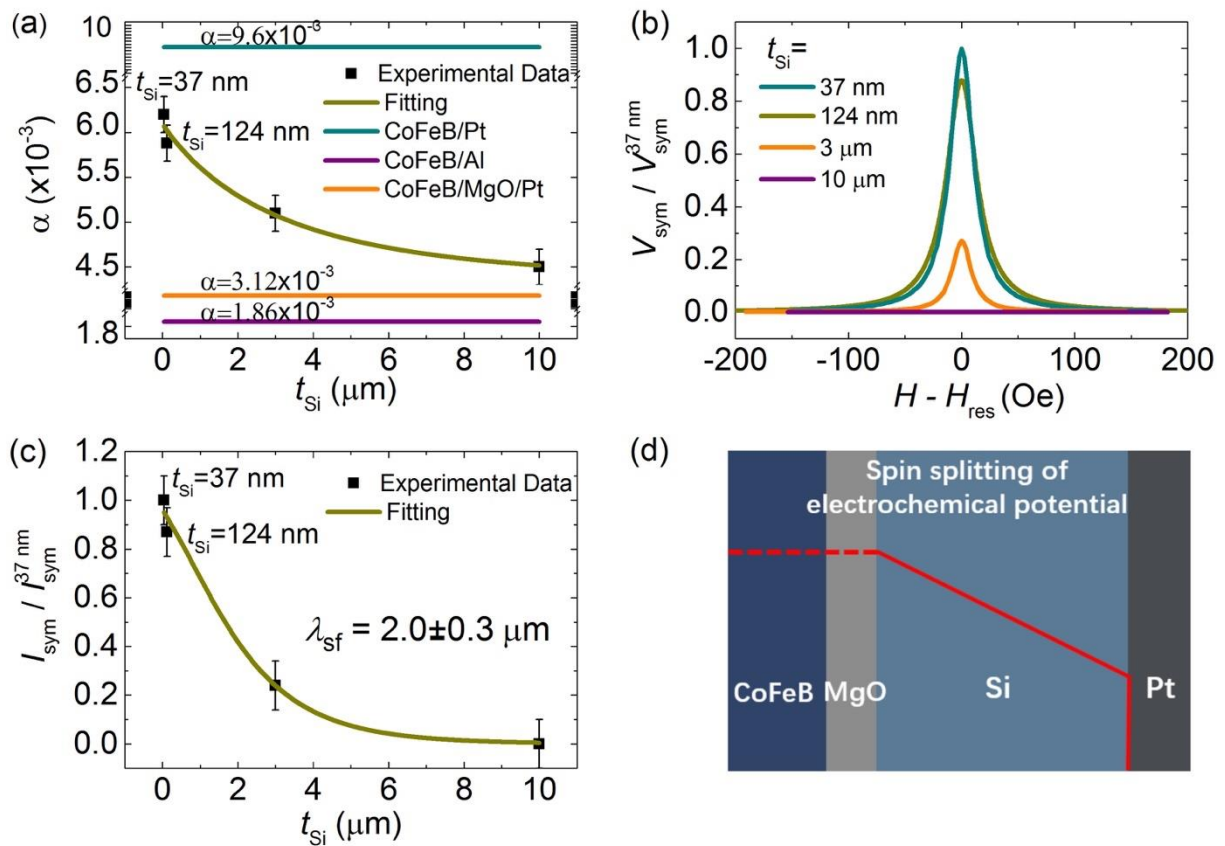 (a)
10
α=9.6x10⁻³
6.5
6.0
5.5
5.0
4.5
1.8
α (x10⁻³)
t_Si=37 nm
t_Si=124 nm
Experimental Data
Fitting
CoFeB/Pt
CoFeB/Al
CoFeB/MgO/Pt
α=3.12x10⁻³
α=1.86x10⁻³
0 2 4 6 8 10
t_Si (μm)
(b)
t_Si=
37 nm
124 nm
3 μm
10 μm
1.0
0.8
0.6
0.4
0.2
0.0
V_sym / V_sym^37 nm
-200 -100 0 100 200
H - H_res (Oe)
(c)
1.2
1.0
0.8
0.6
0.4
0.2
0.0
I_sym / I_sym^37 nm
t_Si=37 nm
t_Si=124 nm
Experimental Data
Fitting
λ_sf = 2.0±0.3 μm
0 2 4 6 8 10
t_Si (μm)
(d)
Spin splitting of
electrochemical potential
CoFeB MgO Si Pt